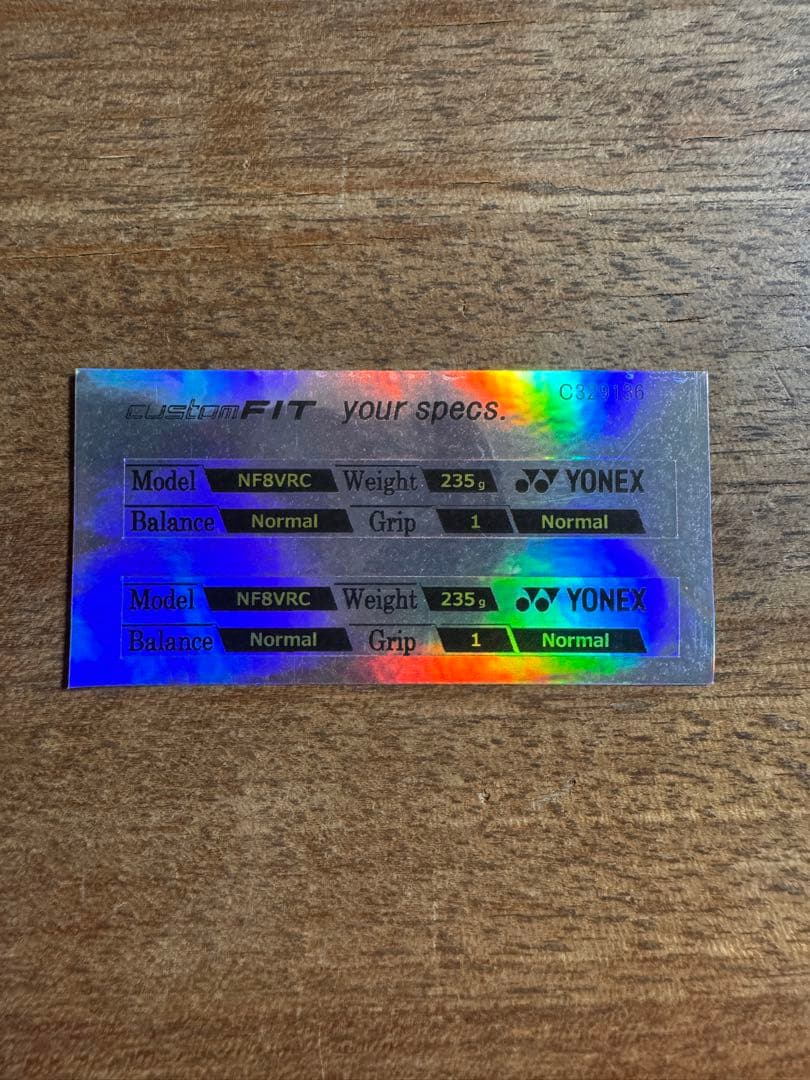 C329136
customFIT your specs.
Model NF8VRC Weight 235g YONEX
Balance Normal Grip 1 Normal
Model NF8VRC Weight 235g YONEX
Balance Normal Grip 1 Normal